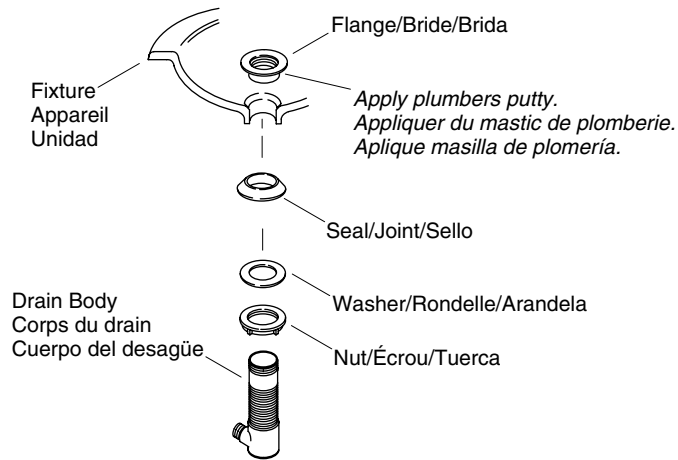 Flange/Bride/Brida
Fixture
Appareil
Unidad
Apply plumbers putty.
Appliquer du mastic de plomberie.
Aplique masilla de plomería.
Seal/Joint/Sello
Drain Body
Corps du drain
Cuerpo del desagüe
Washer/Rondelle/Arandela
Nut/Écrou/Tuerca